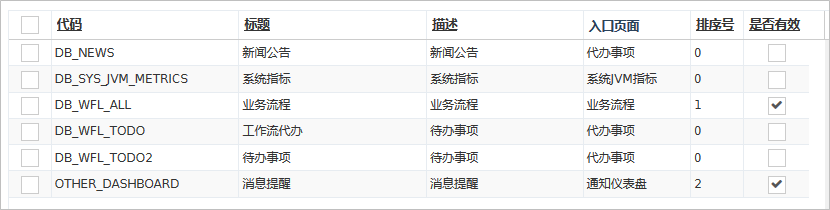 代码 标题 描述 入口页面 排序号 是否有效
DB_NEWS 新闻公告 新闻公告 代办事项 0
DB_SYS_JVM_METRICS 系统指标 系统指标 系统JVM指标 0
DB_WFL_ALL 业务流程 业务流程 业务流程 1
DB_WFL_TODO 工作流代办 待办事项 代办事项 0
DB_WFL_TODO2 待办事项 待办事项 代办事项 0
OTHER_DASHBOARD 消息提醒 消息提醒 通知仪表盘 2